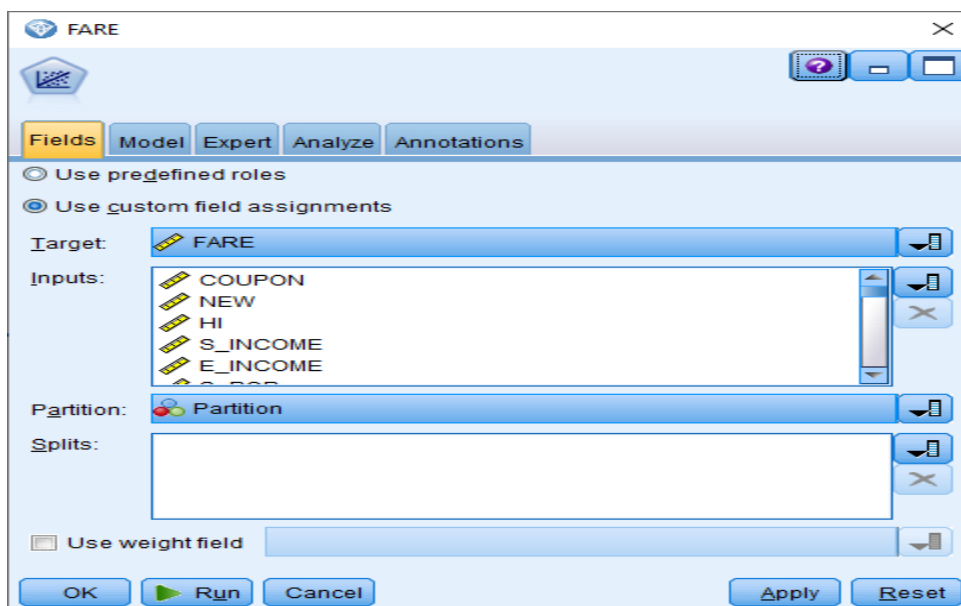 FARE
Fields Model Expert Analyze Annotations
Use predefined roles
Use custom field assignments
Target: FARE
Inputs: COUPON
NEW
HI
S_INCOME
E_INCOME
Partition: Partition
Splits:
Use weight field
OK Run Cancel Apply Reset